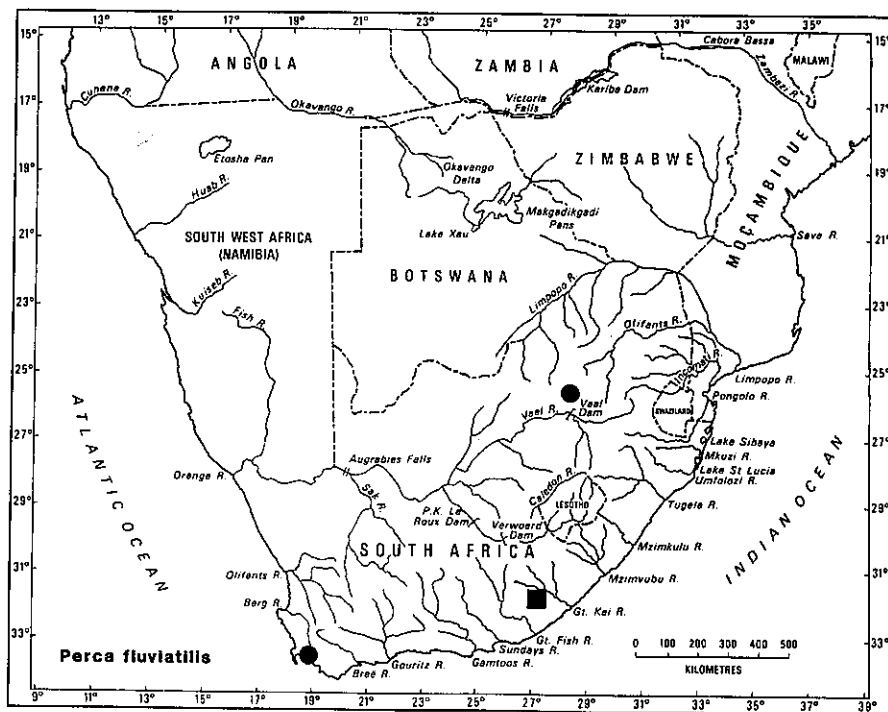 13° 15° 17° 19° 21° 23° 25° 27° 29° 31° 33° 35° 37°
15° 15°
ANGOLA
ZAMBIA
Cabora Bassa
MALAWI
Zambezi R.
Cunene R.
Okavango R.
Victoria Falls
Kariba Dam
17° 17°
Etosha Pan
Okavango Delta
ZIMBABWE
MOÇAMBIQUE
19° 19°
Huab R.
Makgadikgadi Pans
Lake Xau
Save R.
21° 21°
SOUTH WEST AFRICA
(NAMIBIA)
BOTSWANA
Kuiseb R.
Fish R.
Limpopo R.
23° 23°
Olifants R.
25° 25°
Incomati R.
Limpopo R.
Pongolo R.
Vaal R.
Vaal Dam
SWAZILAND
ATLANTIC OCEAN
27° 27°
Lake Sibaya
Mkuzi R.
Lake St Lucia
Umfolozi R.
Orange R.
Augrabies Falls
Sak R.
Caledon R.
LESOTHO
Tugela R.
INDIAN OCEAN
29° 29°
P.K. Le Roux Dam
Verwoerd Dam
SOUTH AFRICA
Mzimkulu R.
Olifants R.
Mzimvubu R.
31° 31°
Berg R.
Gt. Kei R.
Gt. Fish R.
Sundays R.
Gamtoos R.
Gouritz R.
Breë R.
33° 33°
Perca fluviatilis
0 100 200 300 400 500
KILOMETRES
9° 11° 13° 15° 17° 19° 21° 23° 25° 27° 29° 31° 33° 35° 37° 39°